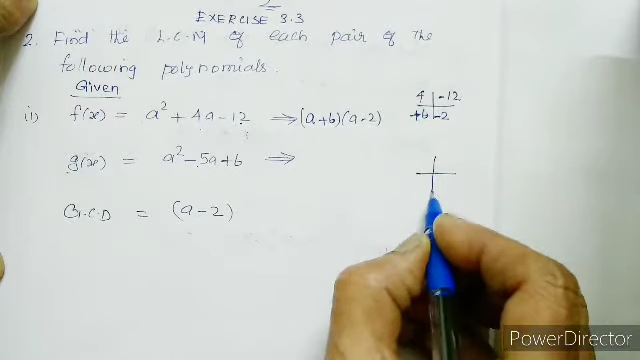 EXERCISE 3.3
2. Find the L.C.M of each pair of the
following polynomials.
Given
ii) f(x) = a² + 4a - 12 ⟹ (a+6)(a-2)
4 | -12
+6 | -2
g(x) = a² - 5a + 6 ⟹
G.C.D = (a - 2)
PowerDirector